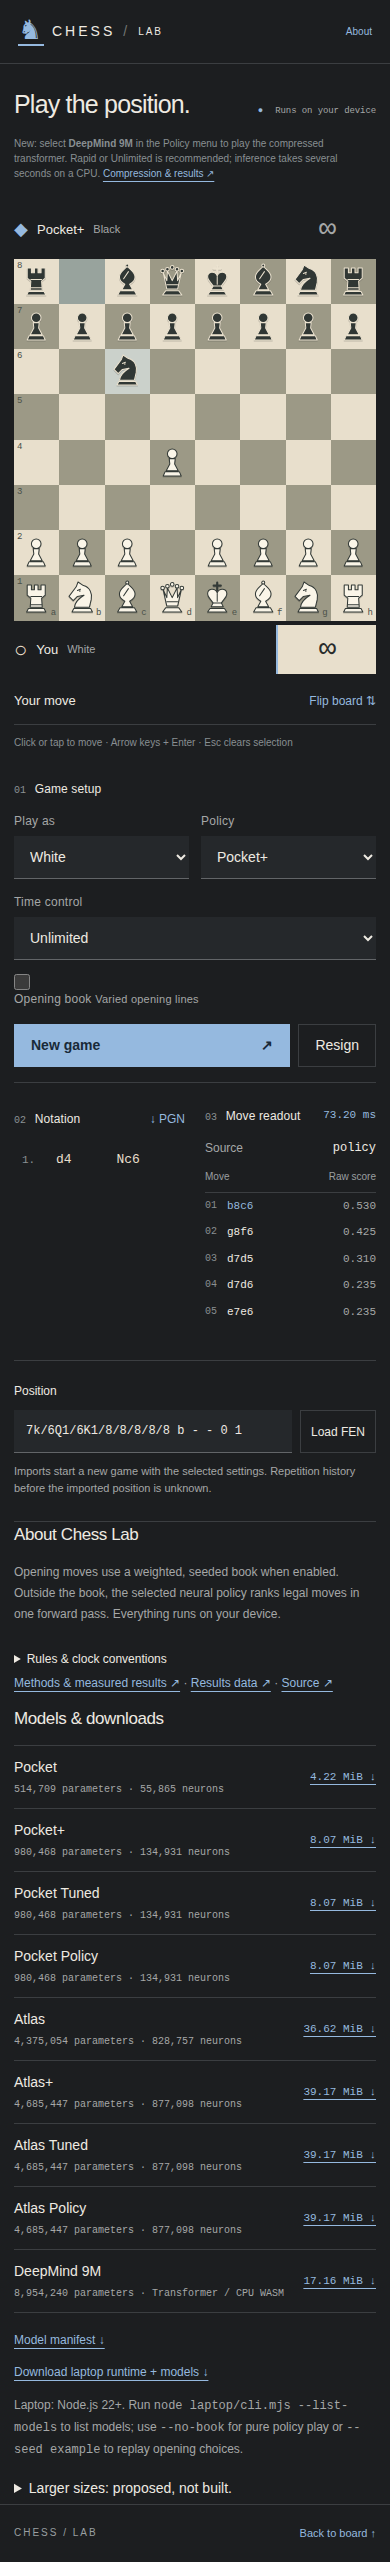 CHESS / LAB
About
Play the position.
Runs on your device
New: select DeepMind 9M in the Policy menu to play the compressed
transformer. Rapid or Unlimited is recommended; inference takes several
seconds on a CPU. Compression & results ↗
Pocket+ Black
∞
8
7
6
5
4
3
2
1
a b c d e f g h
You White
∞
Your move
Flip board ⇅
Click or tap to move · Arrow keys + Enter · Esc clears selection
01 Game setup
Play as
Policy
White
Pocket+
Time control
Unlimited
Opening book Varied opening lines
New game ↗
Resign
02 Notation
↓ PGN
1. d4 Nc6
03 Move readout 73.20 ms
Source policy
Move Raw score
01 b8c6 0.530
02 g8f6 0.425
03 d7d5 0.310
04 d7d6 0.235
05 e7e6 0.235
Position
7k/6Q1/6K1/8/8/8/8/8 b - - 0 1
Load FEN
Imports start a new game with the selected settings. Repetition history
before the imported position is unknown.
About Chess Lab
Opening moves use a weighted, seeded book when enabled.
Outside the book, the selected neural policy ranks legal moves in
one forward pass. Everything runs on your device.
Rules & clock conventions
Methods & measured results ↗ · Results data ↗ · Source ↗
Models & downloads
Pocket
514,709 parameters · 55,865 neurons
4.22 MiB ↓
Pocket+
980,468 parameters · 134,931 neurons
8.07 MiB ↓
Pocket Tuned
980,468 parameters · 134,931 neurons
8.07 MiB ↓
Pocket Policy
980,468 parameters · 134,931 neurons
8.07 MiB ↓
Atlas
4,375,054 parameters · 828,757 neurons
36.62 MiB ↓
Atlas+
4,685,447 parameters · 877,098 neurons
39.17 MiB ↓
Atlas Tuned
4,685,447 parameters · 877,098 neurons
39.17 MiB ↓
Atlas Policy
4,685,447 parameters · 877,098 neurons
39.17 MiB ↓
DeepMind 9M
8,954,240 parameters · Transformer / CPU WASM
17.16 MiB ↓
Model manifest ↓
Download laptop runtime + models ↓
Laptop: Node.js 22+. Run node laptop/cli.mjs --list-
models to list models; use --no-book for pure policy play or --
seed example to replay opening choices.
Larger sizes: proposed, not built.
CHESS / LAB
Back to board ↑